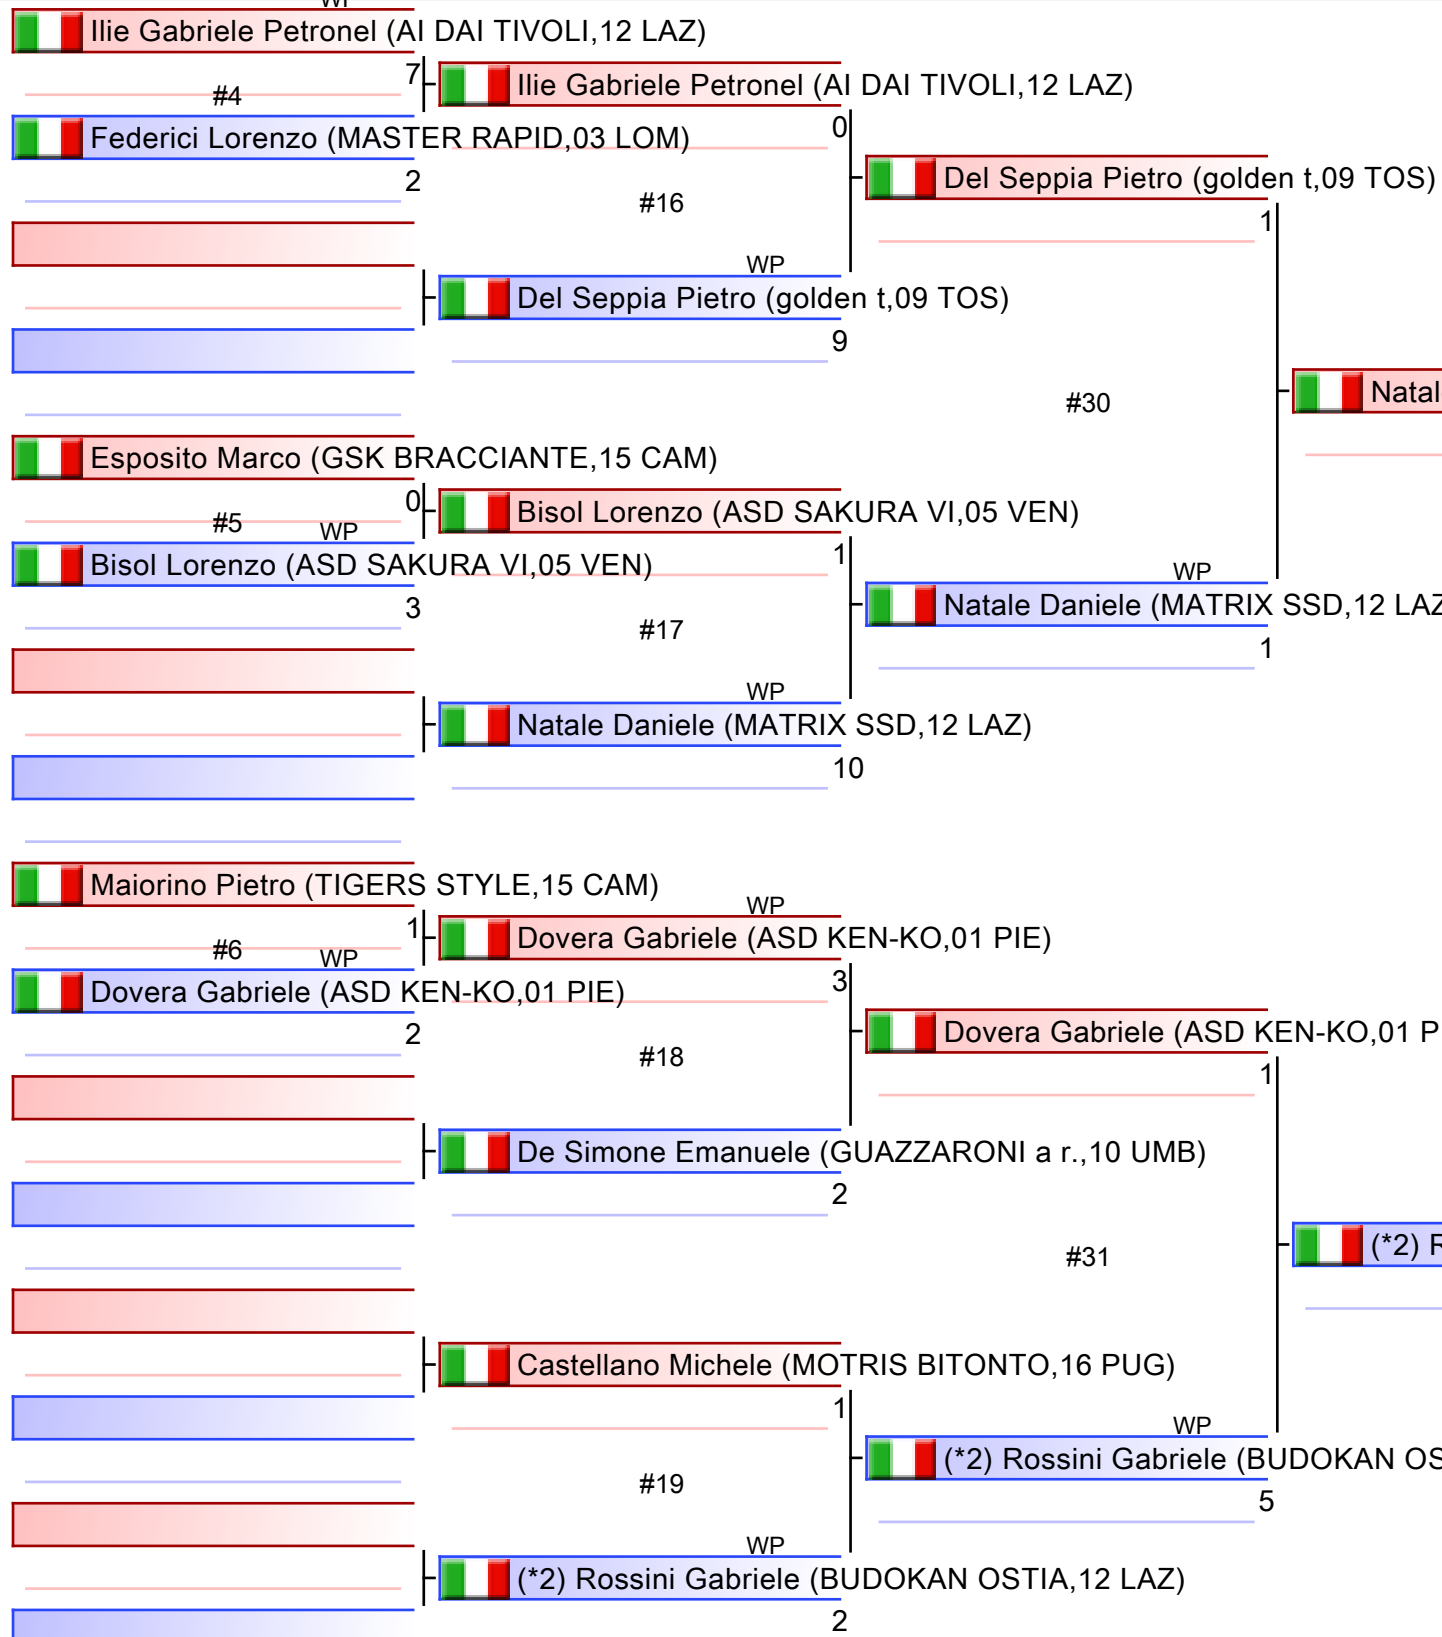 WP
Ilie Gabriele Petronel (AI DAI TIVOLI,12 LAZ)
7
#4
Federici Lorenzo (MASTER RAPID,03 LOM)
2
Esposito Marco (GSK BRACCIANTE,15 CAM)
0
#5
WP
Bisol Lorenzo (ASD SAKURA VI,05 VEN)
3
Maiorino Pietro (TIGERS STYLE,15 CAM)
1
#6
WP
Dovera Gabriele (ASD KEN-KO,01 PIE)
2
Ilie Gabriele Petronel (AI DAI TIVOLI,12 LAZ)
0
#16
WP
Del Seppia Pietro (golden t,09 TOS)
9
Bisol Lorenzo (ASD SAKURA VI,05 VEN)
1
#17
WP
Natale Daniele (MATRIX SSD,12 LAZ)
10
WP
Dovera Gabriele (ASD KEN-KO,01 PIE)
3
#18
De Simone Emanuele (GUAZZARONI a r.,10 UMB)
2
Castellano Michele (MOTRIS BITONTO,16 PUG)
1
#19
WP
(*2) Rossini Gabriele (BUDOKAN OSTIA,12 LAZ)
2
Del Seppia Pietro (golden t,09 TOS)
1
#30
WP
Natale Daniele (MATRIX SSD,12 LAZ
1
Dovera Gabriele (ASD KEN-KO,01 P
1
#31
WP
(*2) Rossini Gabriele (BUDOKAN OS
5
Natal
(*2) R